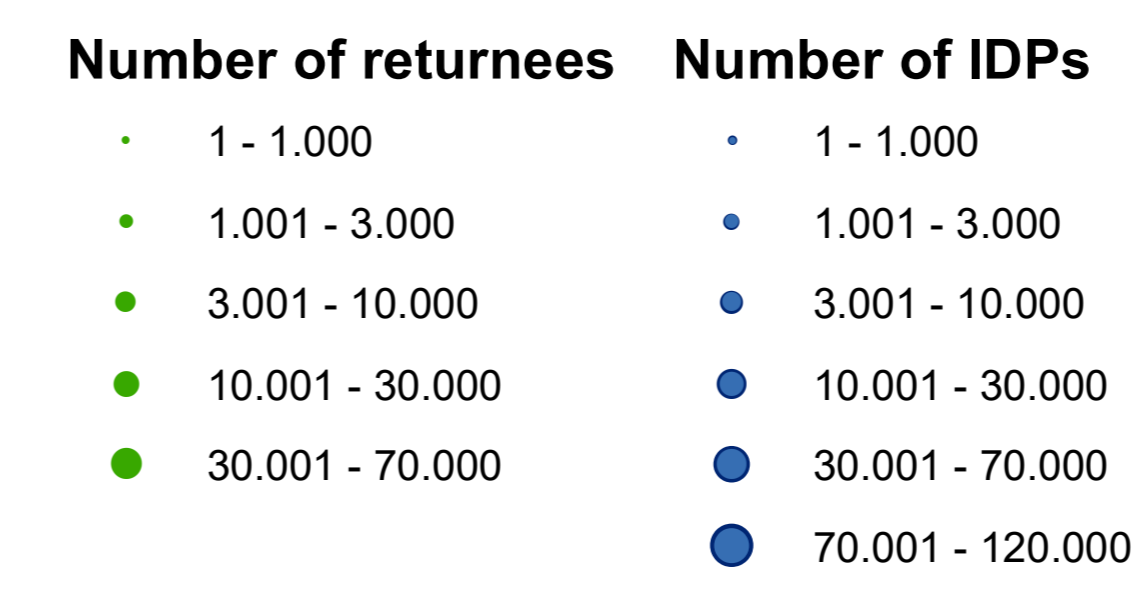 Number of returnees
1 - 1.000
1.001 - 3.000
3.001 - 10.000
10.001 - 30.000
30.001 - 70.000
Number of IDPs
1 - 1.000
1.001 - 3.000
3.001 - 10.000
10.001 - 30.000
30.001 - 70.000
70.001 - 120.000